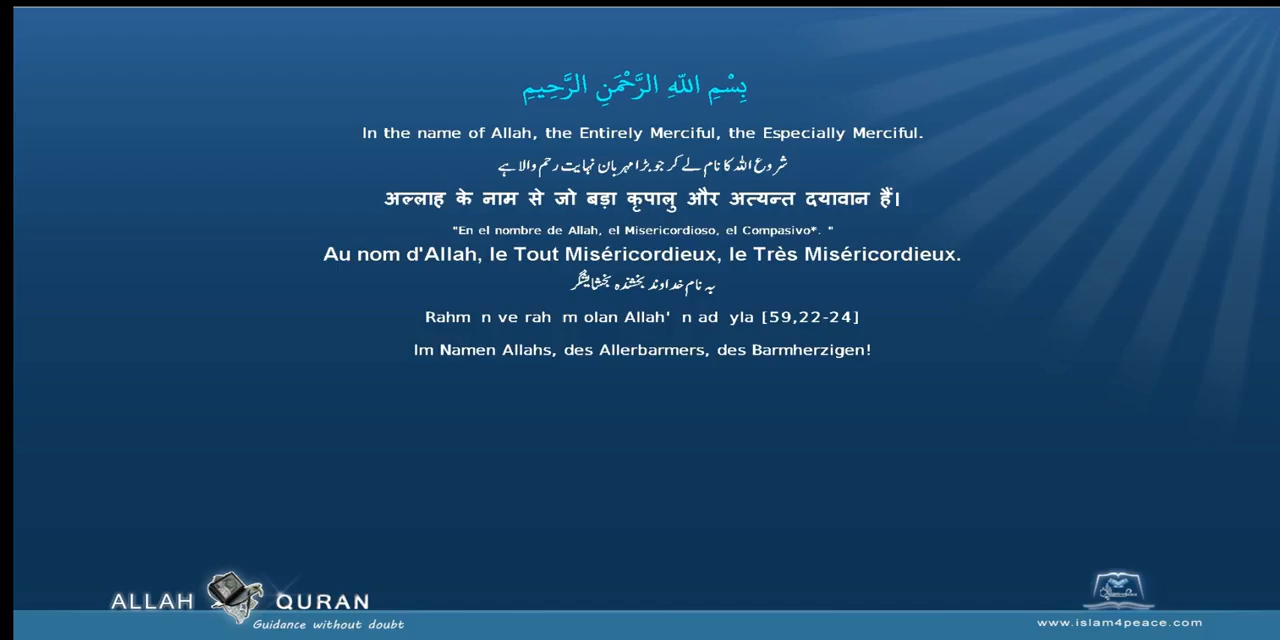 بِسْمِ اللّهِ الرَّحْمَنِ الرَّحِيمِ
In the name of Allah, the Entirely Merciful, the Especially Merciful.
شروع الله کا نام لے کر جو بڑا مہربان نہایت رحم والا ہے
अल्लाह के नाम से जो बड़ा कृपालु और अत्यन्त दयावान हैं।
"En el nombre de Allah, el Misericordioso, el Compasivo*. "
Au nom d'Allah, le Tout Miséricordieux, le Très Miséricordieux.
به نام خداوند بخشنده بخشایشگر
Rahm n ve rah m olan Allah' n ad yla [59,22-24]
Im Namen Allahs, des Allerbarmers, des Barmherzigen!
ALLAH QURAN
Guidance without doubt
www.islam4peace.com